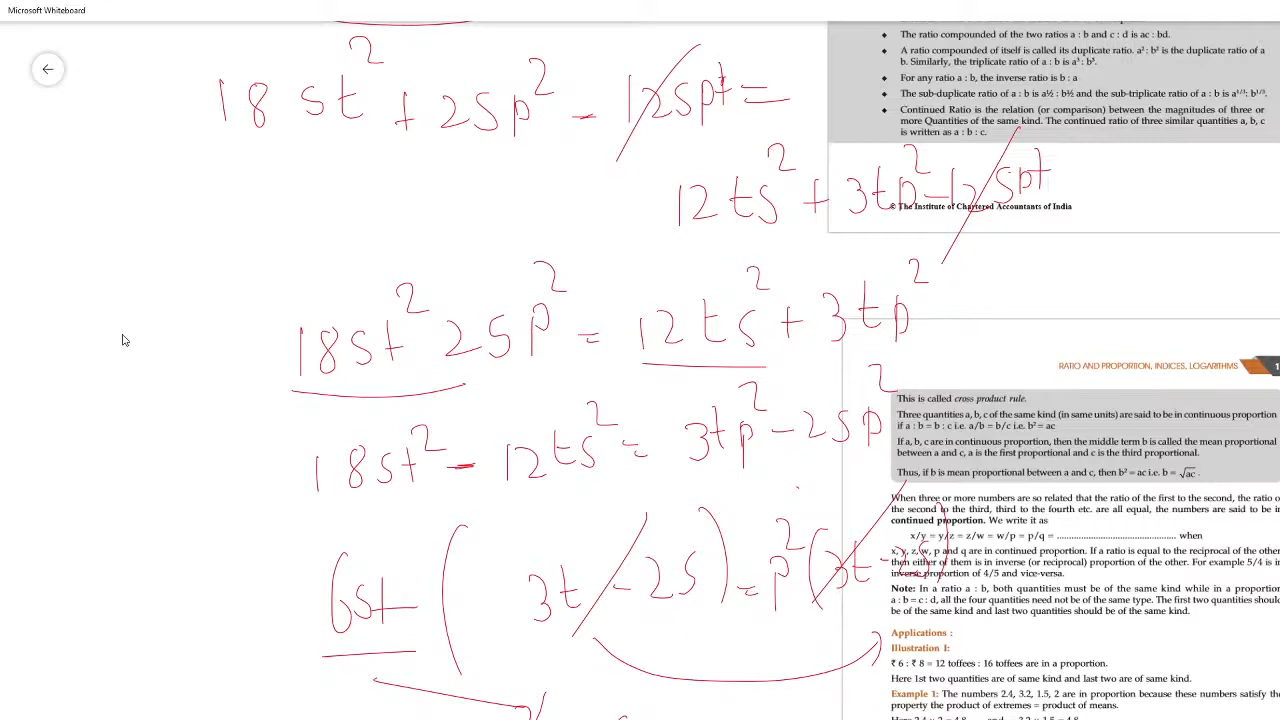 Microsoft Whiteboard
18 st² + 2sp² - 12spt =
12ts² + 3tp² - 12spt
18st² 2sp² = 12ts² + 3tp²
18st² - 12ts² = 3tp² - 2sp²
6st ( 3t - 2s ) = p² (3t - 2s)
◆ The ratio compounded of the two ratios a : b and c : d is ac : bd.
◆ A ratio compounded of itself is called its duplicate ratio. a² : b² is the duplicate ratio of a
b. Similarly, the triplicate ratio of a : b is a³ : b³.
◆ For any ratio a : b, the inverse ratio is b : a
◆ The sub-duplicate ratio of a : b is a½ : b½ and the sub-triplicate ratio of a : b is a¹ᐟ³ : b¹ᐟ³.
◆ Continued Ratio is the relation (or comparison) between the magnitudes of three or
more Quantities of the same kind. The continued ratio of three similar quantities a, b, c
is written as a : b : c.
© The Institute of Chartered Accountants of India
RATIO AND PROPORTION, INDICES, LOGARITHMS 1
This is called cross product rule.
Three quantities a, b, c of the same kind (in same units) are said to be in continuous proportion
if a : b = b : c i.e. a/b = b/c i.e. b² = ac
If a, b, c are in continuous proportion, then the middle term b is called the mean proportional
between a and c, a is the first proportional and c is the third proportional.
Thus, if b is mean proportional between a and c, then b² = ac i.e. b = √ac .
When three or more numbers are so related that the ratio of the first to the second, the ratio o
the second to the third, third to the fourth etc. are all equal, the numbers are said to be in
continued proportion. We write it as
x/y = y/z = z/w = w/p = p/q = ............................................... when
x, y, z, w, p and q are in continued proportion. If a ratio is equal to the reciprocal of the other
then either of them is in inverse (or reciprocal) proportion of the other. For example 5/4 is in
inverse proportion of 4/5 and vice-versa.
Note: In a ratio a : b, both quantities must be of the same kind while in a proportion
a : b = c : d, all the four quantities need not be of the same type. The first two quantities should
be of the same kind and last two quantities should be of the same kind.
Applications :
Illustration I:
₹ 6 : ₹ 8 = 12 toffees : 16 toffees are in a proportion.
Here 1st two quantities are of same kind and last two are of same kind.
Example 1: The numbers 2.4, 3.2, 1.5, 2 are in proportion because these numbers satisfy the
property the product of extremes = product of means.